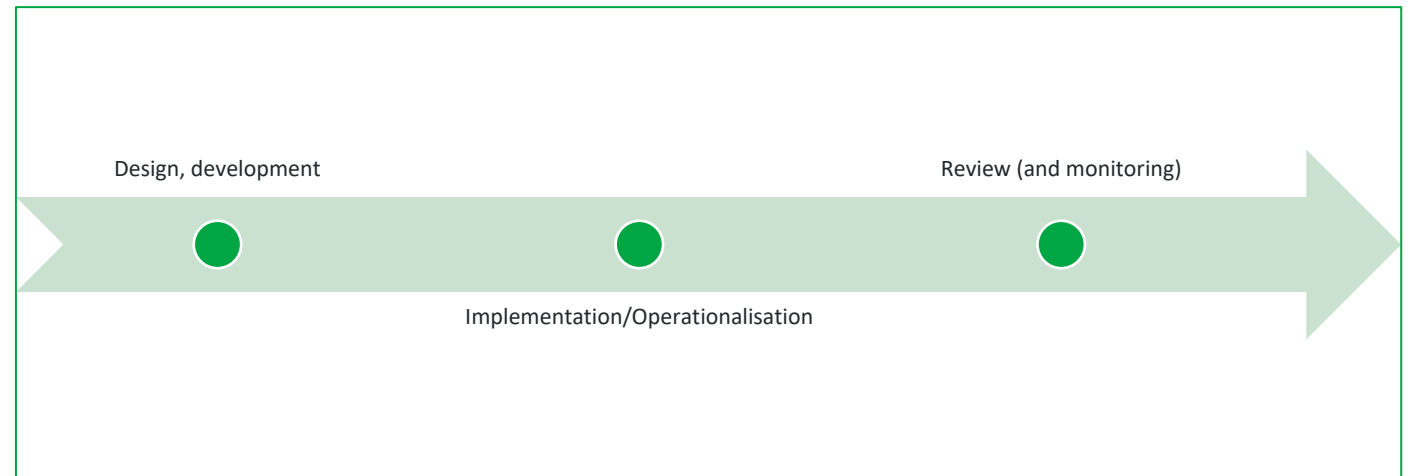 Design, development
Review (and monitoring)
Implementation/Operationalisation